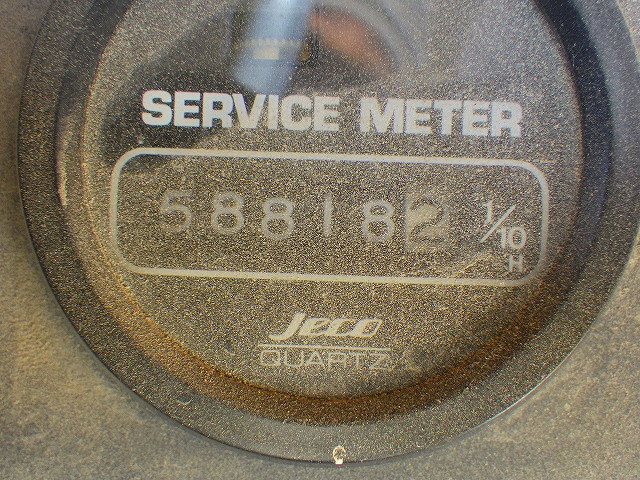 SERVICE METER
588182 1/10 H
Jeco
QUARTZ